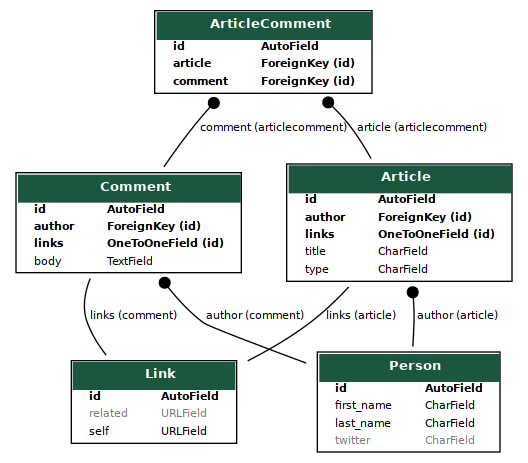 ArticleComment
id AutoField
article ForeignKey (id)
comment ForeignKey (id)
comment (articlecomment) article (articlecomment)
Comment
id AutoField
author ForeignKey (id)
links OneToOneField (id)
body TextField
Article
id AutoField
author ForeignKey (id)
links OneToOneField (id)
title CharField
type CharField
links (comment) author (comment) links (article) author (article)
Link
id AutoField
related URLField
self URLField
Person
id AutoField
first_name CharField
last_name CharField
twitter CharField